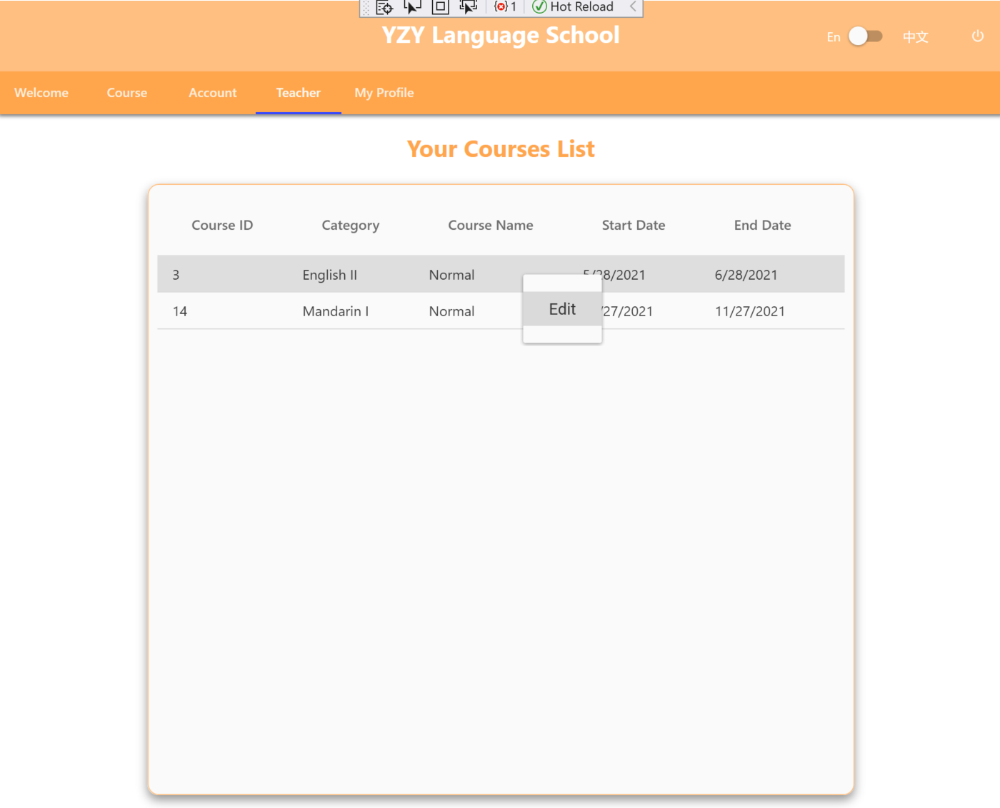 1 Hot Reload
YZY Language School
En 中文
Welcome Course Account Teacher My Profile
Your Courses List
Course ID Category Course Name Start Date End Date
3 English II Normal 5/28/2021 6/28/2021
Edit
14 Mandarin I Normal /27/2021 11/27/2021